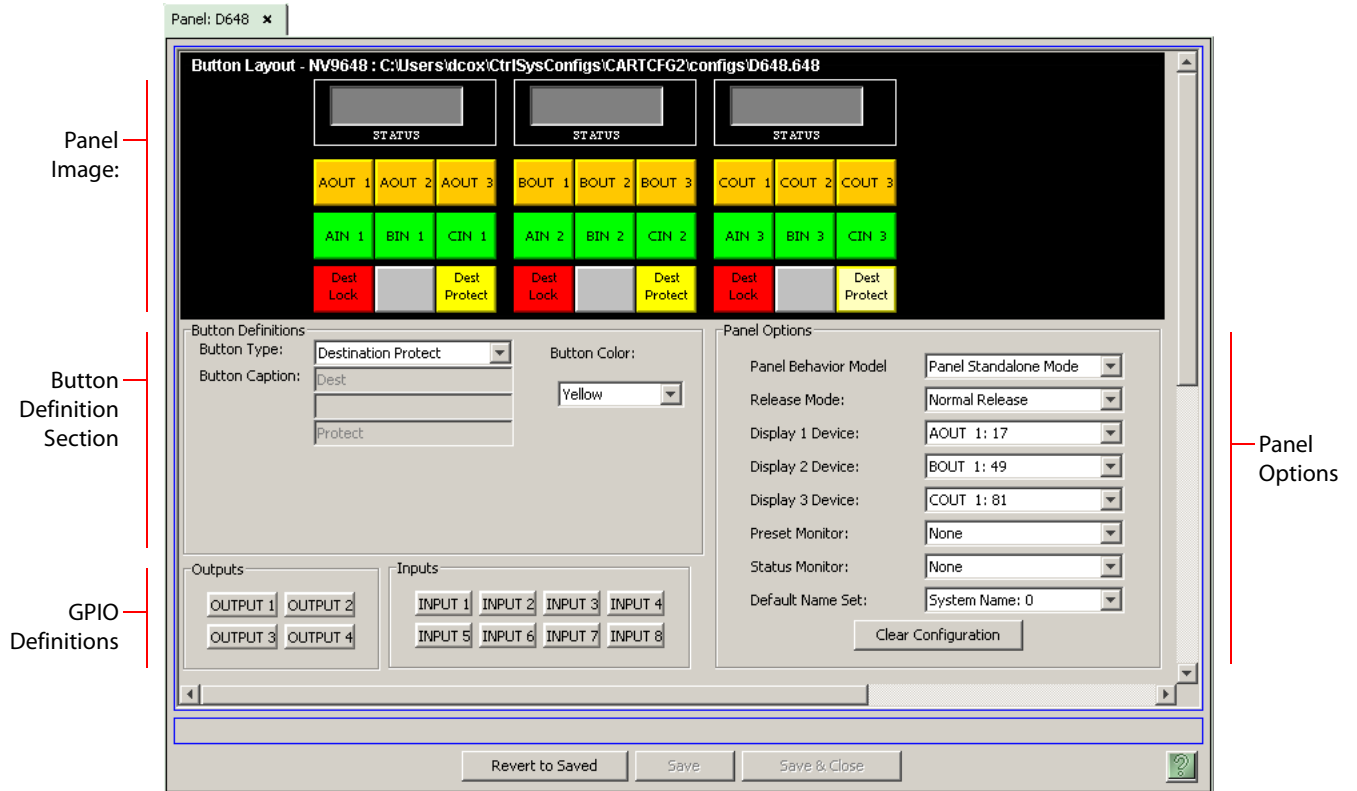 Panel: D648 ×
Button Layout - NV9648 : C:\Users\dcox\CtrlSysConfigs\CARTCFG2\configs\D648.648
Panel
Image:
STATUS STATUS STATUS
AOUT 1 AOUT 2 AOUT 3 BOUT 1 BOUT 2 BOUT 3 COUT 1 COUT 2 COUT 3
AIN 1 BIN 1 CIN 1 AIN 2 BIN 2 CIN 2 AIN 3 BIN 3 CIN 3
Dest Lock Dest Protect Dest Lock Dest Protect Dest Lock Dest Protect
Button
Definition
Section
Button Definitions
Button Type: Destination Protect
Button Caption: Dest
Protect
Button Color:
Yellow
Panel Options
Panel Behavior Model Panel Standalone Mode
Release Mode: Normal Release
Display 1 Device: AOUT 1: 17
Display 2 Device: BOUT 1: 49
Display 3 Device: COUT 1: 81
Preset Monitor: None
Status Monitor: None
Default Name Set: System Name: 0
Clear Configuration
Panel
Options
GPIO
Definitions
Outputs
OUTPUT 1 OUTPUT 2
OUTPUT 3 OUTPUT 4
Inputs
INPUT 1 INPUT 2 INPUT 3 INPUT 4
INPUT 5 INPUT 6 INPUT 7 INPUT 8
Revert to Saved Save Save & Close ?